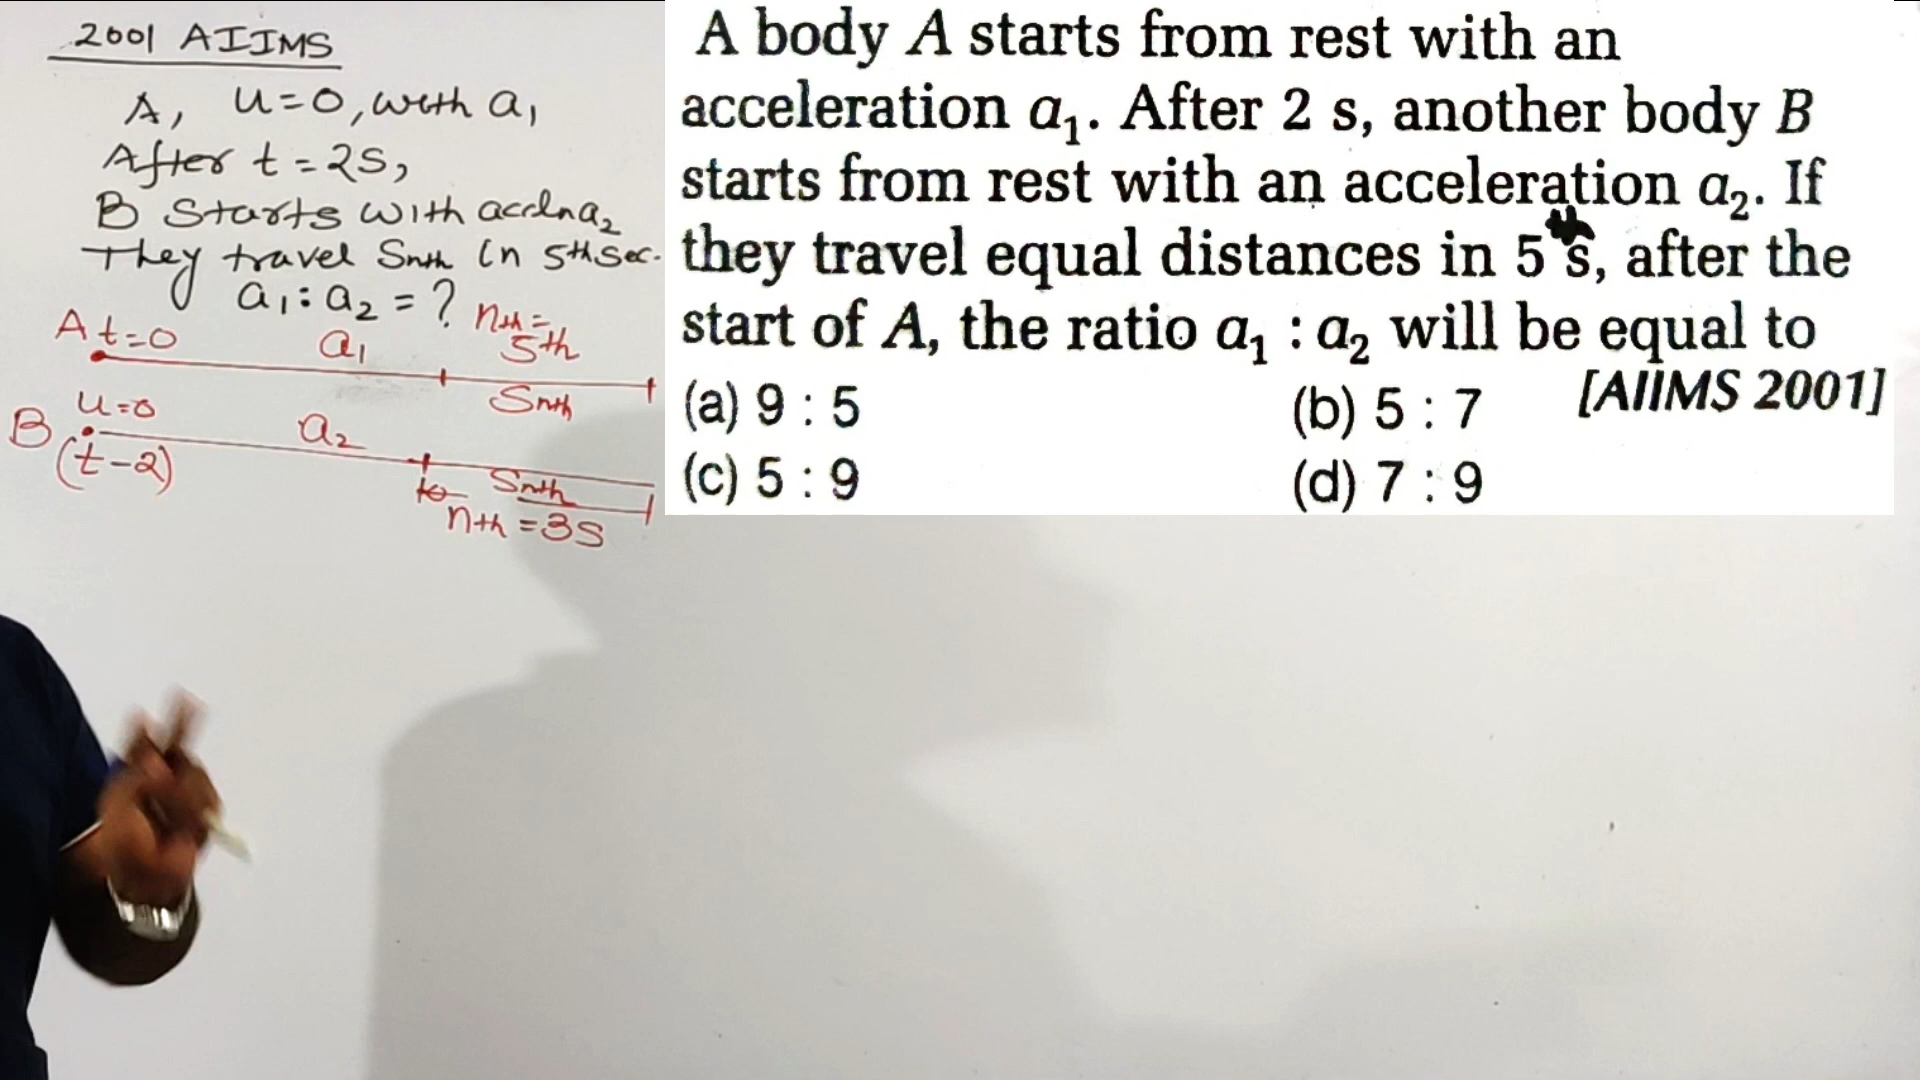 2001 AIIMS
A, u=0, with a₁
After t = 2S,
B Starts with accln a₂
They travel Snth in 5th sec.
a₁ : a₂ = ?
nth =
5th
A t=0
a₁
Snth
u=0
B
a₂
(t-2)
Snth
nth = 3S
A body A starts from rest with an
acceleration a₁. After 2 s, another body B
starts from rest with an acceleration a₂. If
they travel equal distances in 5th s, after the
start of A, the ratio a₁ : a₂ will be equal to
[AIIMS 2001]
(a) 9 : 5 (b) 5 : 7
(c) 5 : 9 (d) 7 : 9